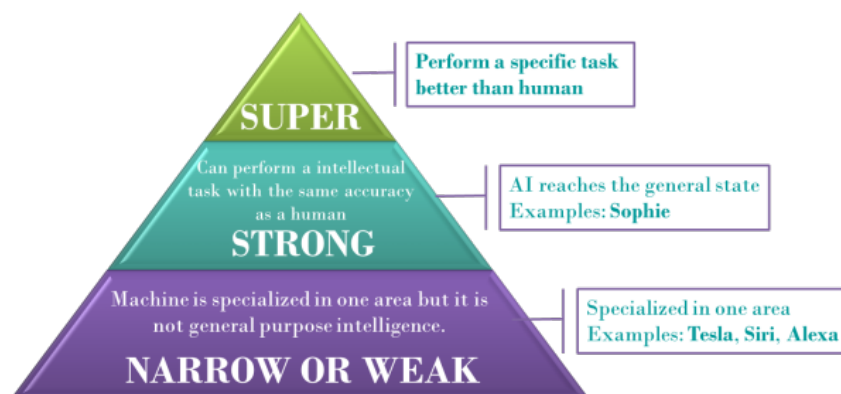 Perform a specific task
better than human
SUPER
Can perform a intellectual
task with the same accuracy
as a human
STRONG
AI reaches the general state
Examples: Sophie
Machine is specialized in one area but it is
not general purpose intelligence.
NARROW OR WEAK
Specialized in one area
Examples: Tesla, Siri, Alexa